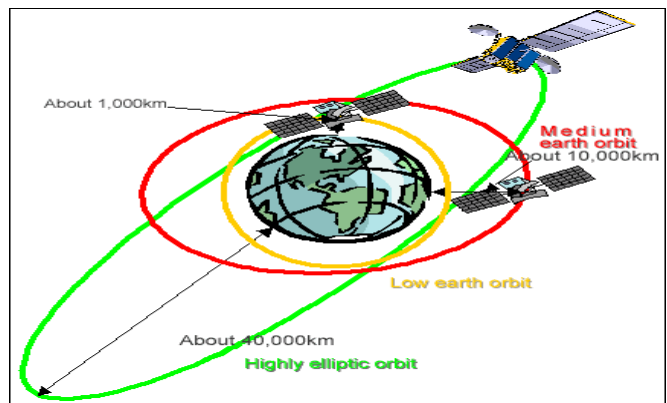 About 1,000km
Medium
earth orbit
About 10,000km
Low earth orbit
About 40,000km
Highly elliptic orbit